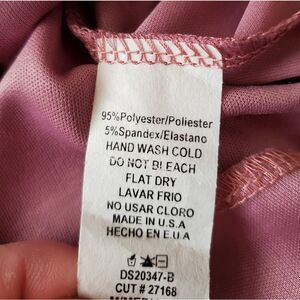 95%Polyester/Poliester
5%Spandex/Elastano
HAND WASH COLD
DO NOT BLEACH
FLAT DRY
LAVAR FRIO
NO USAR CLORO
MADE IN U.S.A
HECHO EN E.U.A
DS20347-B
CUT # 27168